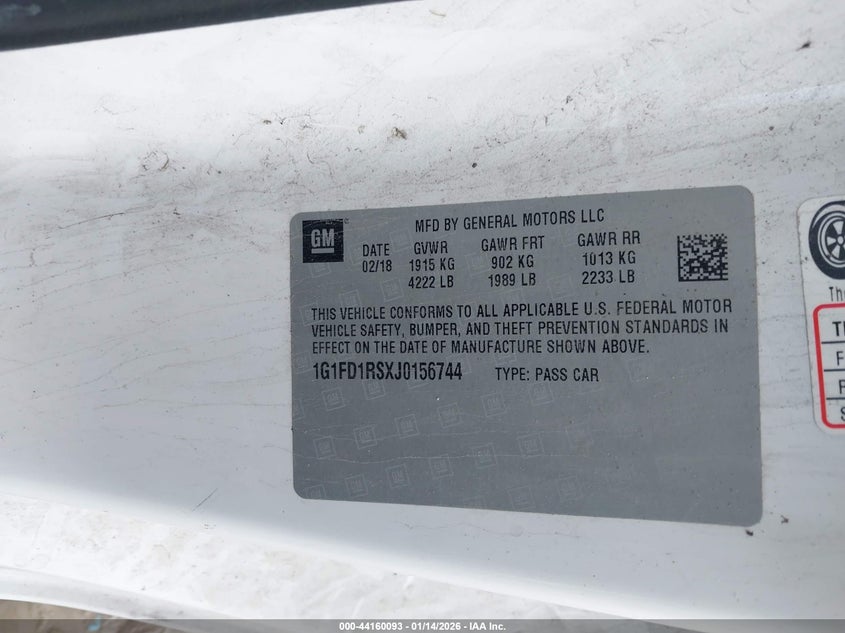 GM
MFD BY GENERAL MOTORS LLC
DATE GVWR GAWR FRT GAWR RR
02/18 1915 KG 902 KG 1013 KG
4222 LB 1989 LB 2233 LB
THIS VEHICLE CONFORMS TO ALL APPLICABLE U.S. FEDERAL MOTOR
VEHICLE SAFETY, BUMPER, AND THEFT PREVENTION STANDARDS IN
EFFECT ON THE DATE OF MANUFACTURE SHOWN ABOVE.
1G1FD1RSXJ0156744 TYPE: PASS CAR
000-44160093 - 01/14/2026 - IAA Inc.